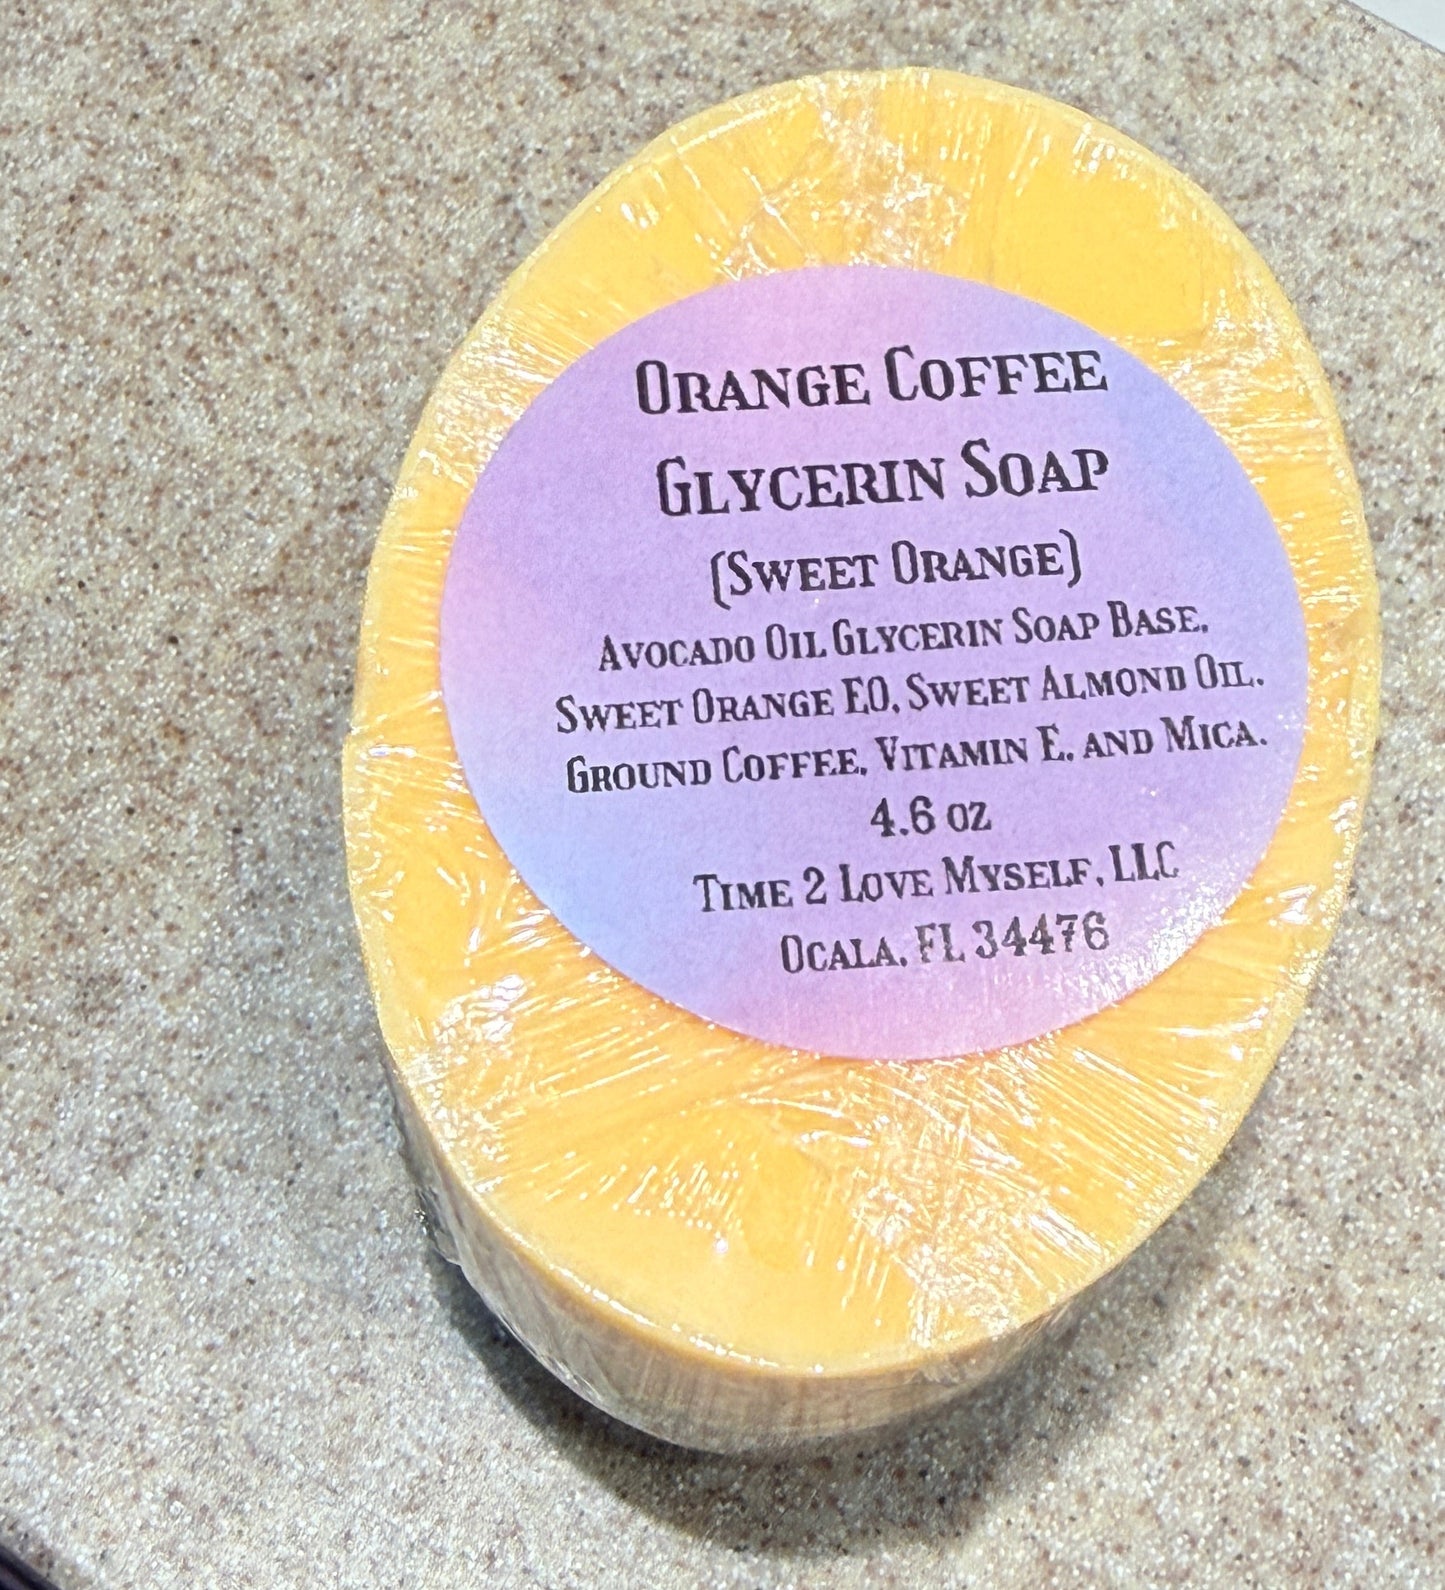 Orange Coffee
Glycerin Soap
(Sweet Orange)
Avocado Oil Glycerin Soap Base,
Sweet Orange EO, Sweet Almond Oil,
Ground Coffee, Vitamin E, and Mica.
4.6 oz
Time 2 Love Myself, LLC
Ocala, FL 34476